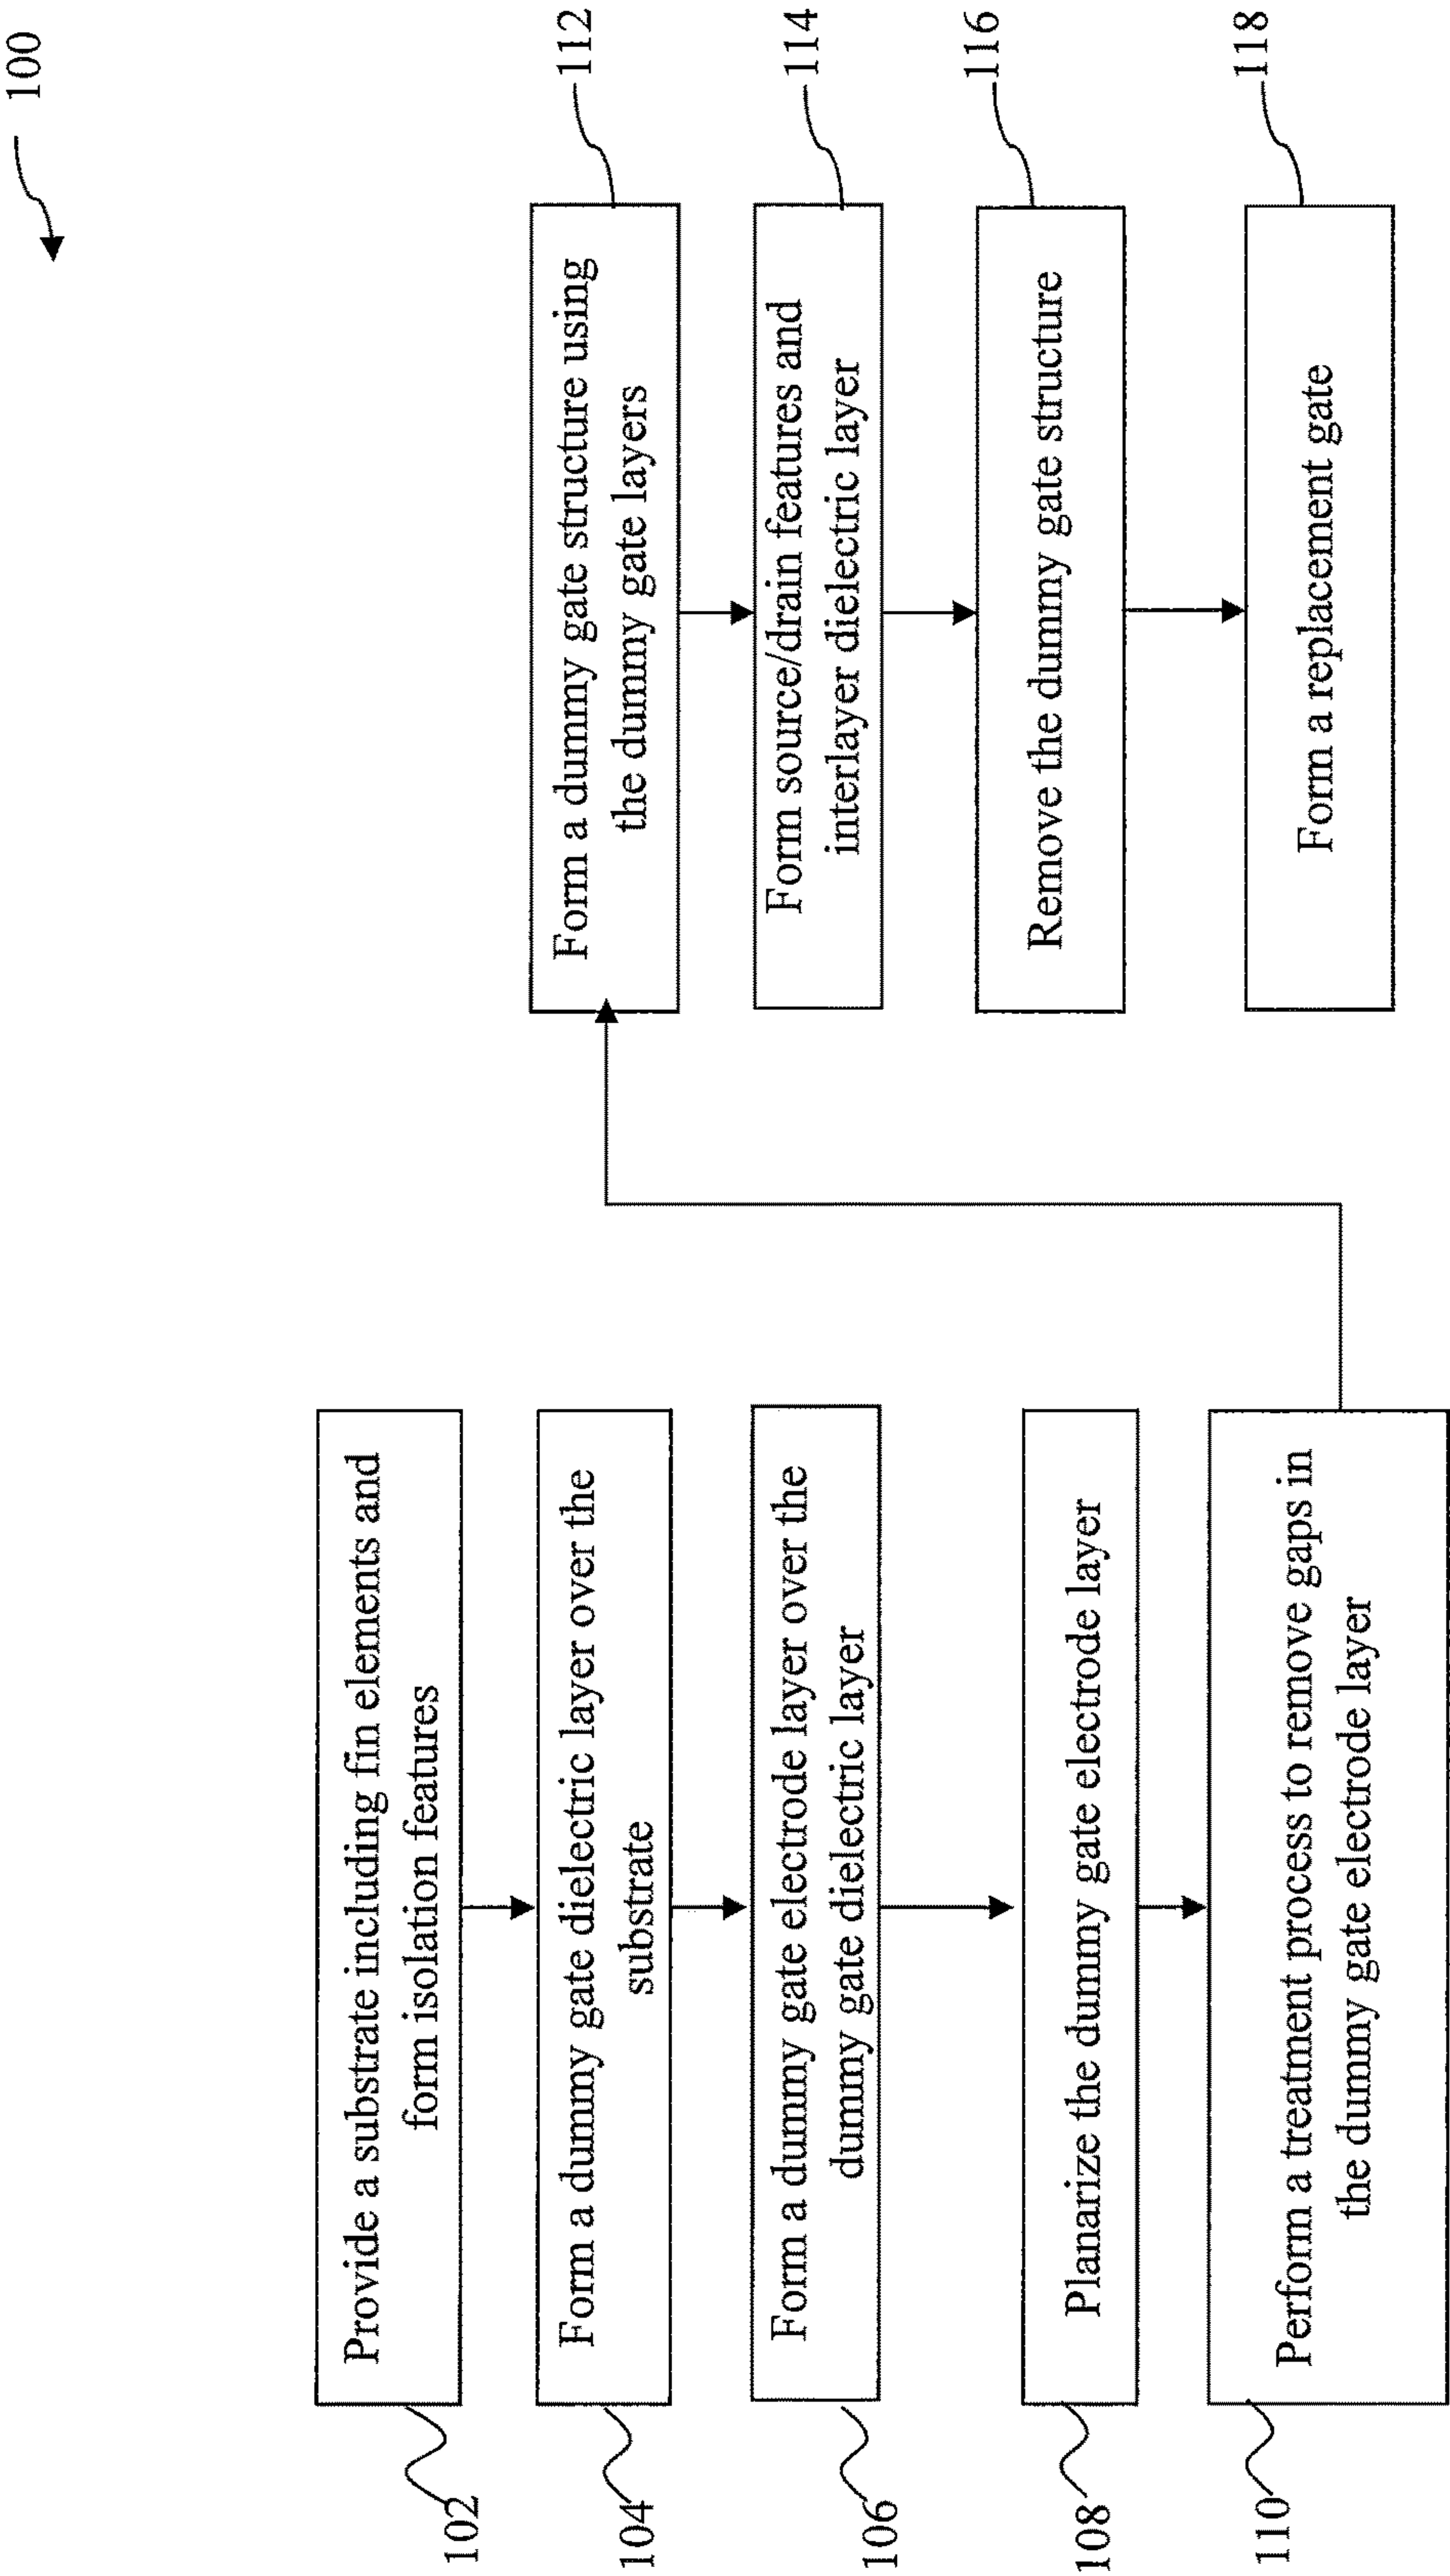 100
102
Provide a substrate including fin elements and
form isolation features
104
Form a dummy gate dielectric layer over the
substrate
106
Form a dummy gate electrode layer over the
dummy gate dielectric layer
108
Planarize the dummy gate electrode layer
110
Perform a treatment process to remove gaps in
the dummy gate electrode layer
112
Form a dummy gate structure using
the dummy gate layers
114
Form source/drain features and
interlayer dielectric layer
116
Remove the dummy gate structure
118
Form a replacement gate